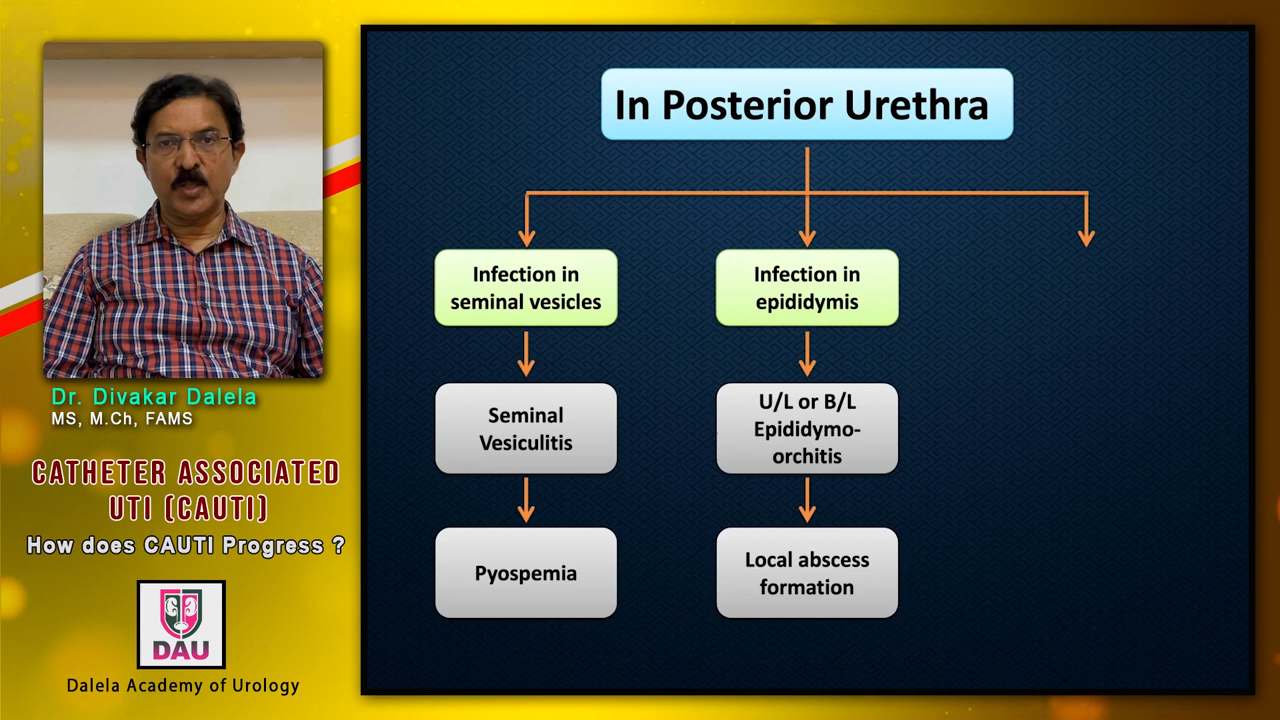 In Posterior Urethra
Infection in
seminal vesicles
Infection in
epididymis
Seminal
Vesiculitis
U/L or B/L
Epididymo-
orchitis
Pyospemia
Local abscess
formation
Dr. Divakar Dalela
MS, M.Ch, FAMS
CATHETER ASSOCIATED
UTI (CAUTI)
How does CAUTI Progress ?
DAU
Dalela Academy of Urology